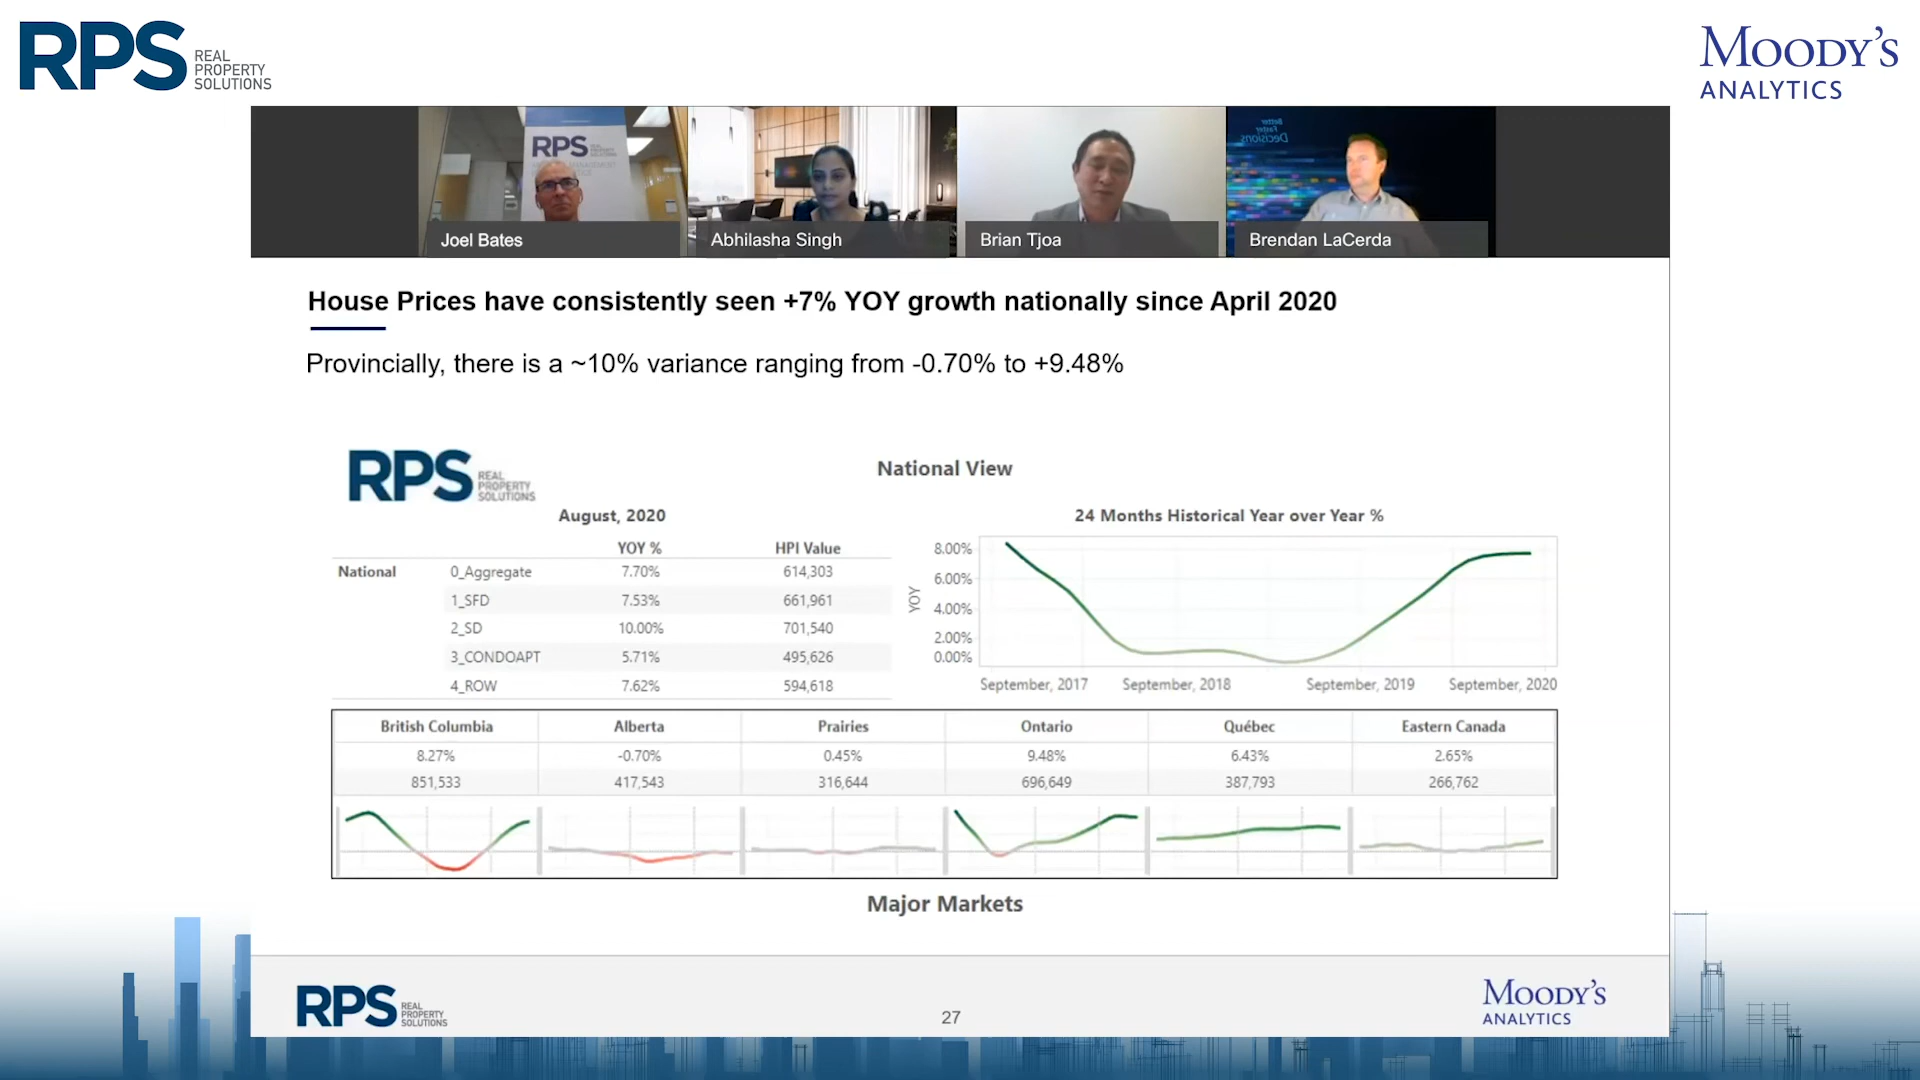 RPS REAL PROPERTY SOLUTIONS
MOODY'S ANALYTICS
RPS
Better
Faster
Decisions
Joel Bates
Abhilasha Singh
Brian Tjoa
Brendan LaCerda
House Prices have consistently seen +7% YOY growth nationally since April 2020
Provincially, there is a ~10% variance ranging from -0.70% to +9.48%
RPS REAL PROPERTY SOLUTIONS
National View
August, 2020
24 Months Historical Year over Year %
YOY % HPI Value
National 0_Aggregate 7.70% 614,303
1_SFD 7.53% 661,961
2_SD 10.00% 701,540
3_CONDOAPT 5.71% 495,626
4_ROW 7.62% 594,618
YOY
8.00%
6.00%
4.00%
2.00%
0.00%
September, 2017 September, 2018 September, 2019 September, 2020
British Columbia Alberta Prairies Ontario Québec Eastern Canada
8.27% -0.70% 0.45% 9.48% 6.43% 2.65%
851,533 417,543 316,644 696,649 387,793 266,762
Major Markets
RPS REAL PROPERTY SOLUTIONS
27
MOODY'S ANALYTICS